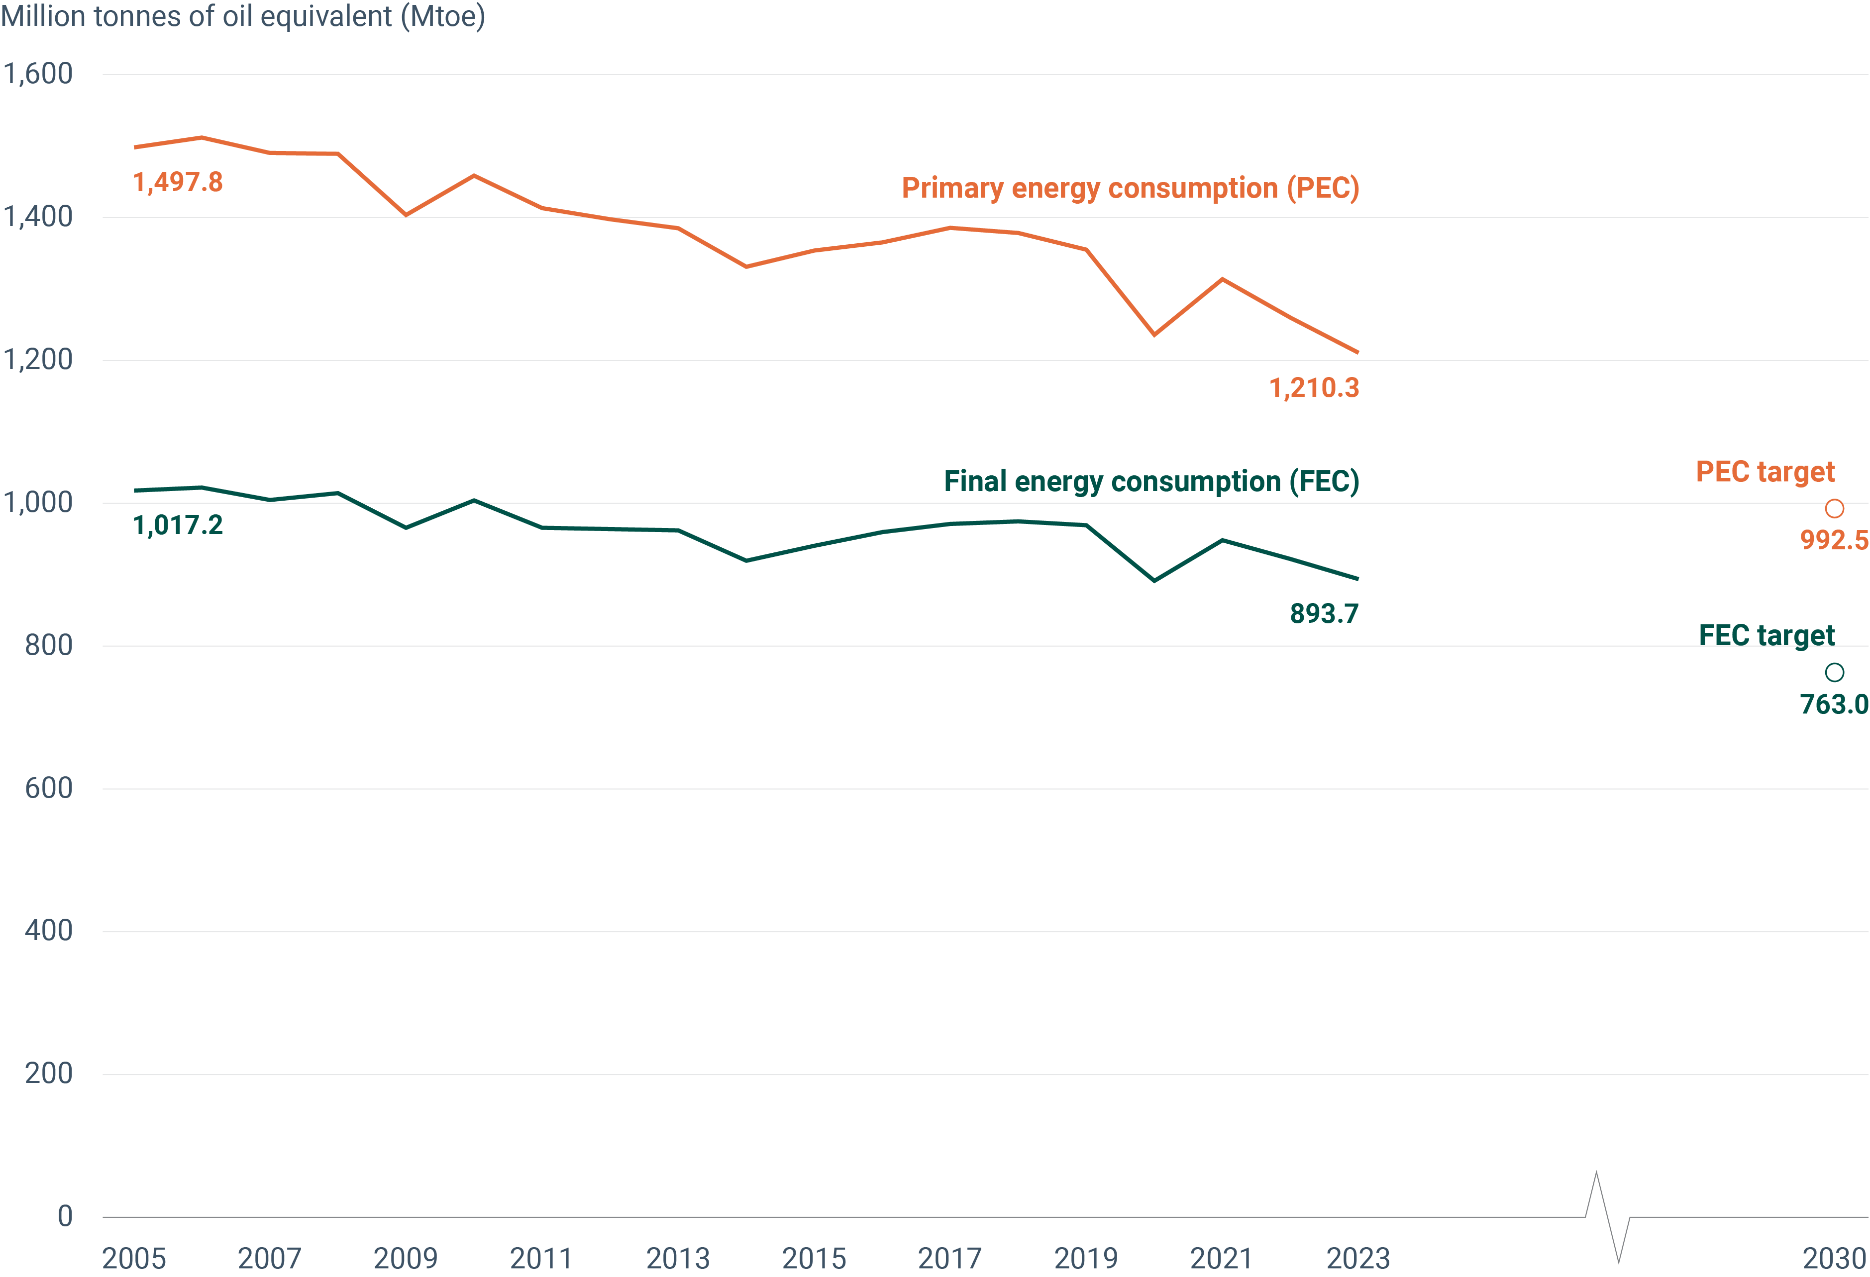 Million tonnes of oil equivalent (Mtoe)
1,600
1,497.8
Primary energy consumption (PEC)
1,400
1,200
1,210.3
Final energy consumption (FEC)
PEC target
1,000
1,017.2
992.5
893.7
FEC target
800
763.0
600
400
200
0
2005 2007 2009 2011 2013 2015 2017 2019 2021 2023 2030